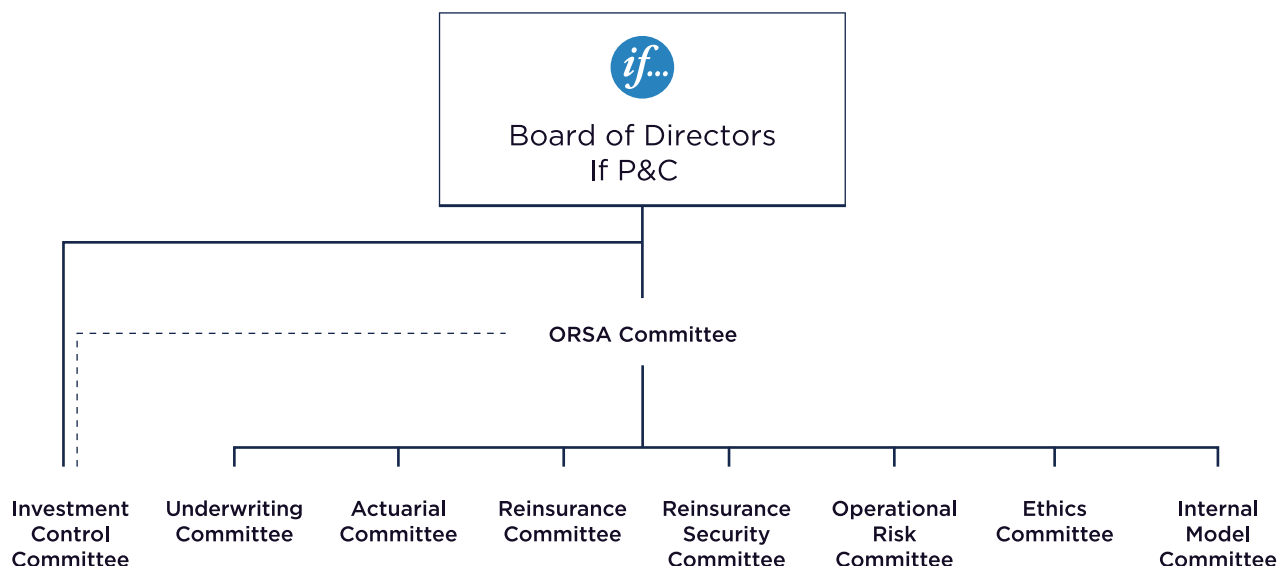 if...
Board of Directors
If P&C
ORSA Committee
Investment
Control
Committee
Underwriting
Committee
Actuarial
Committee
Reinsurance
Committee
Reinsurance
Security
Committee
Operational
Risk
Committee
Ethics
Committee
Internal
Model
Committee